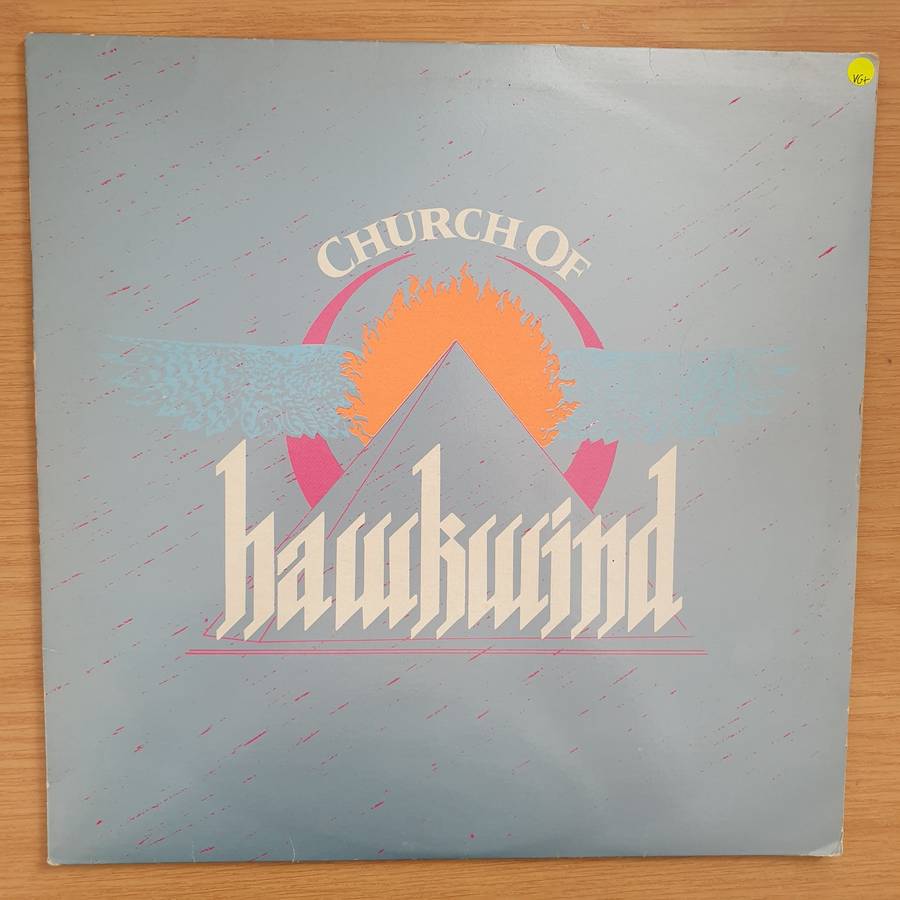 VG+
CHURCH OF
hawkwind